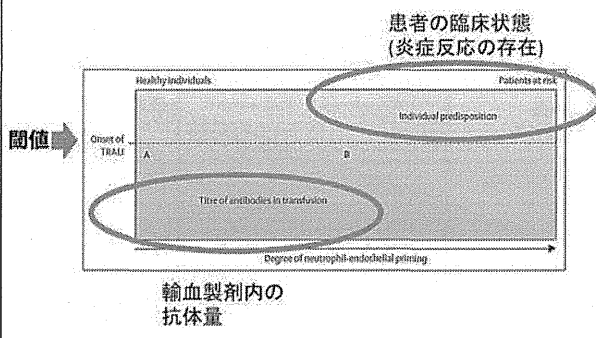 患者の臨床状態
(炎症反応の存在)
Healthy individuals Patients at risk
Individual predisposition
閾値
Onset of
TRALI
A B
Titre of antibodies in transfusion
Degree of neutrophil-endothelial priming
輸血製剤内の
抗体量